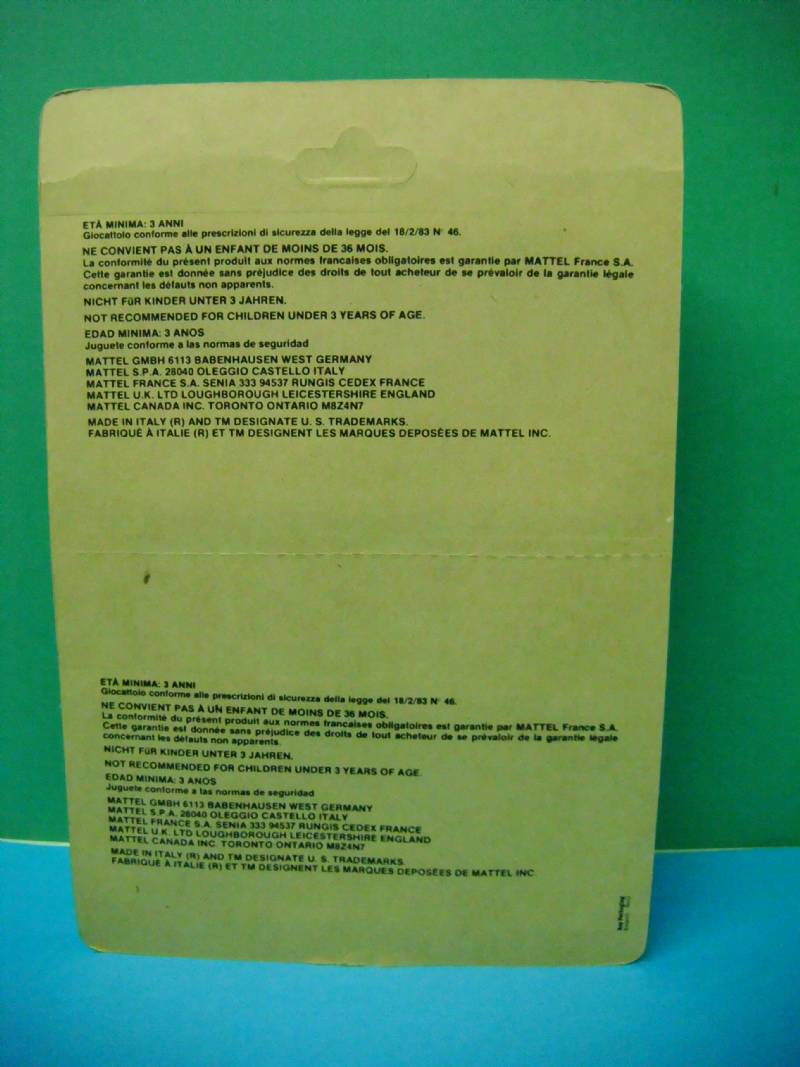 ETÀ MINIMA: 3 ANNI
Giocattolo conforme alle prescrizioni di sicurezza della legge del 18/2/83 N° 46.
NE CONVIENT PAS À UN ENFANT DE MOINS DE 36 MOIS.
La conformité du présent produit aux normes francaises obligatoires est garantie par MATTEL France S.A.
Cette garantie est donnée sans préjudice des droits de tout acheteur de se prévaloir de la garantie légale
concernant les défauts non apparents.
NICHT FüR KINDER UNTER 3 JAHREN.
NOT RECOMMENDED FOR CHILDREN UNDER 3 YEARS OF AGE.
EDAD MINIMA: 3 ANOS
Juguete conforme a las normas de seguridad
MATTEL GMBH 6113 BABENHAUSEN WEST GERMANY
MATTEL S.P.A. 28040 OLEGGIO CASTELLO ITALY
MATTEL FRANCE S.A. SENIA 333 94537 RUNGIS CEDEX FRANCE
MATTEL U.K. LTD LOUGHBOROUGH LEICESTERSHIRE ENGLAND
MATTEL CANADA INC. TORONTO ONTARIO M8Z4N7
MADE IN ITALY (R) AND TM DESIGNATE U. S. TRADEMARKS.
FABRIQUÉ À ITALIE (R) ET TM DESIGNENT LES MARQUES DEPOSÉES DE MATTEL INC.
ETÀ MINIMA: 3 ANNI
Giocattolo conforme alle prescrizioni di sicurezza della legge del 18/2/83 N° 46.
NE CONVIENT PAS À UN ENFANT DE MOINS DE 36 MOIS.
La conformité du présent produit aux normes francaises obligatoires est garantie par MATTEL France S.A.
Cette garantie est donnée sans préjudice des droits de tout acheteur de se prévaloir de la garantie légale
concernant les défauts non apparents.
NICHT FüR KINDER UNTER 3 JAHREN.
NOT RECOMMENDED FOR CHILDREN UNDER 3 YEARS OF AGE.
EDAD MINIMA: 3 ANOS
Juguete conforme a las normas de seguridad
MATTEL GMBH 6113 BABENHAUSEN WEST GERMANY
MATTEL S.P.A. 28040 OLEGGIO CASTELLO ITALY
MATTEL FRANCE S.A. SENIA 333 94537 RUNGIS CEDEX FRANCE
MATTEL U.K. LTD LOUGHBOROUGH LEICESTERSHIRE ENGLAND
MATTEL CANADA INC. TORONTO ONTARIO M8Z4N7
MADE IN ITALY (R) AND TM DESIGNATE U. S. TRADEMARKS
FABRIQUÉ À ITALIE (R) ET TM DESIGNENT LES MARQUES DEPOSÉES DE MATTEL INC
Packaging